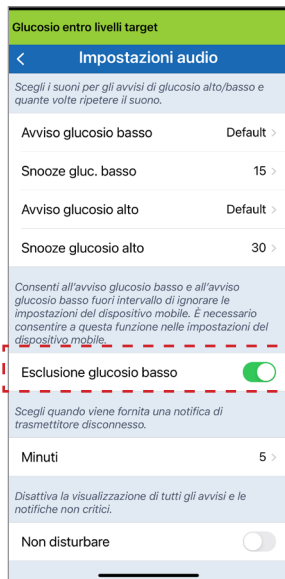 Glucosio entro livelli target
Impostazioni audio
Scegli i suoni per gli avvisi di glucosio alto/basso e
quante volte ripetere il suono.
Avviso glucosio basso Default
Snooze gluc. basso 15
Avviso glucosio alto Default
Snooze glucosio alto 30
Consenti all'avviso glucosio basso e all'avviso
glucosio basso fuori intervallo di ignorare le
impostazioni del dispositivo mobile. È necessario
consentire a questa funzione nelle impostazioni del
dispositivo mobile.
Esclusione glucosio basso
Scegli quando viene fornita una notifica di
trasmettitore disconnesso.
Minuti 5
Disattiva la visualizzazione di tutti gli avvisi e le
notifiche non critici.
Non disturbare